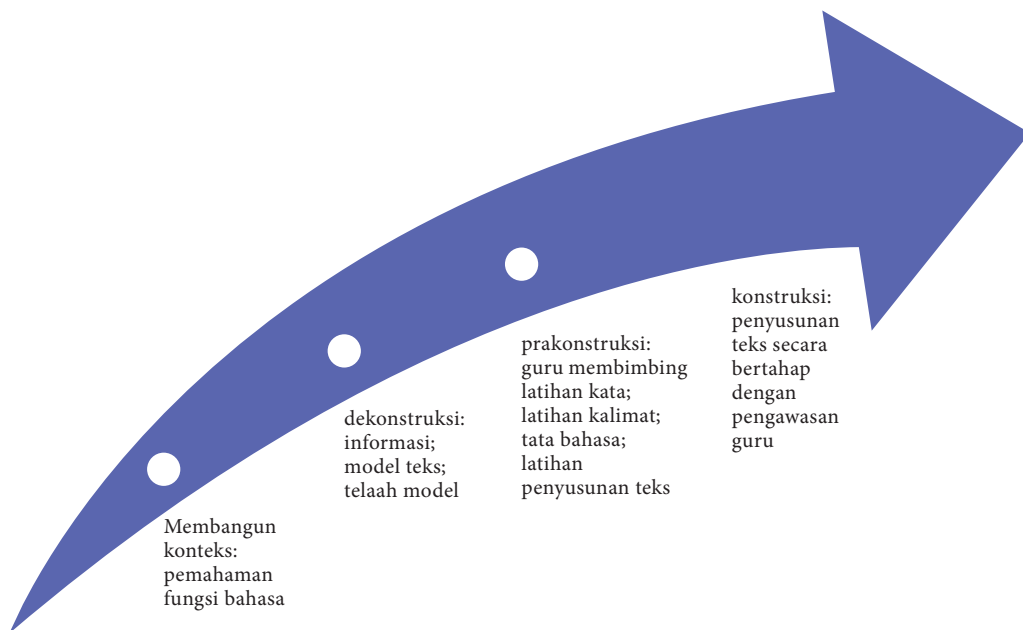 Membangun
konteks:
pemahaman
fungsi bahasa
dekonstruksi:
informasi;
model teks;
telaah model
prakonstruksi:
guru membimbing
latihan kata;
latihan kalimat;
tata bahasa;
latihan
penyusunan teks
konstruksi:
penyusunan
teks secara
bertahap
dengan
pengawasan
guru